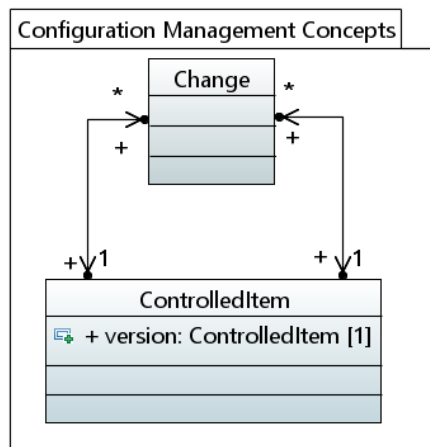 Configuration Management Concepts
Change
* *
+ +
+ 1 + 1
ControlledItem
+ version: ControlledItem [1]